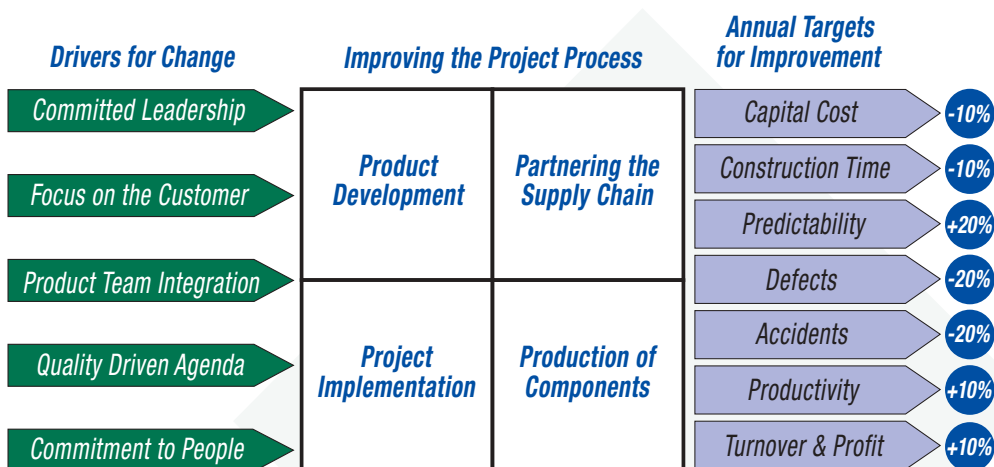 Drivers for Change
Improving the Project Process
Annual Targets
for Improvement
Committed Leadership
Focus on the Customer
Product Team Integration
Quality Driven Agenda
Commitment to People
Product
Development
Partnering the
Supply Chain
Project
Implementation
Production of
Components
Capital Cost
-10%
Construction Time
-10%
Predictability
+20%
Defects
-20%
Accidents
-20%
Productivity
+10%
Turnover & Profit
+10%